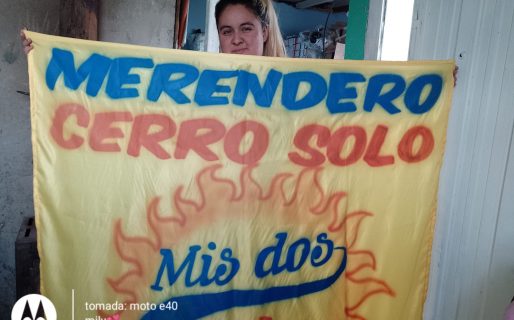 MERENDERO
CERRO SOLO
Mis dos
tomada: moto e40